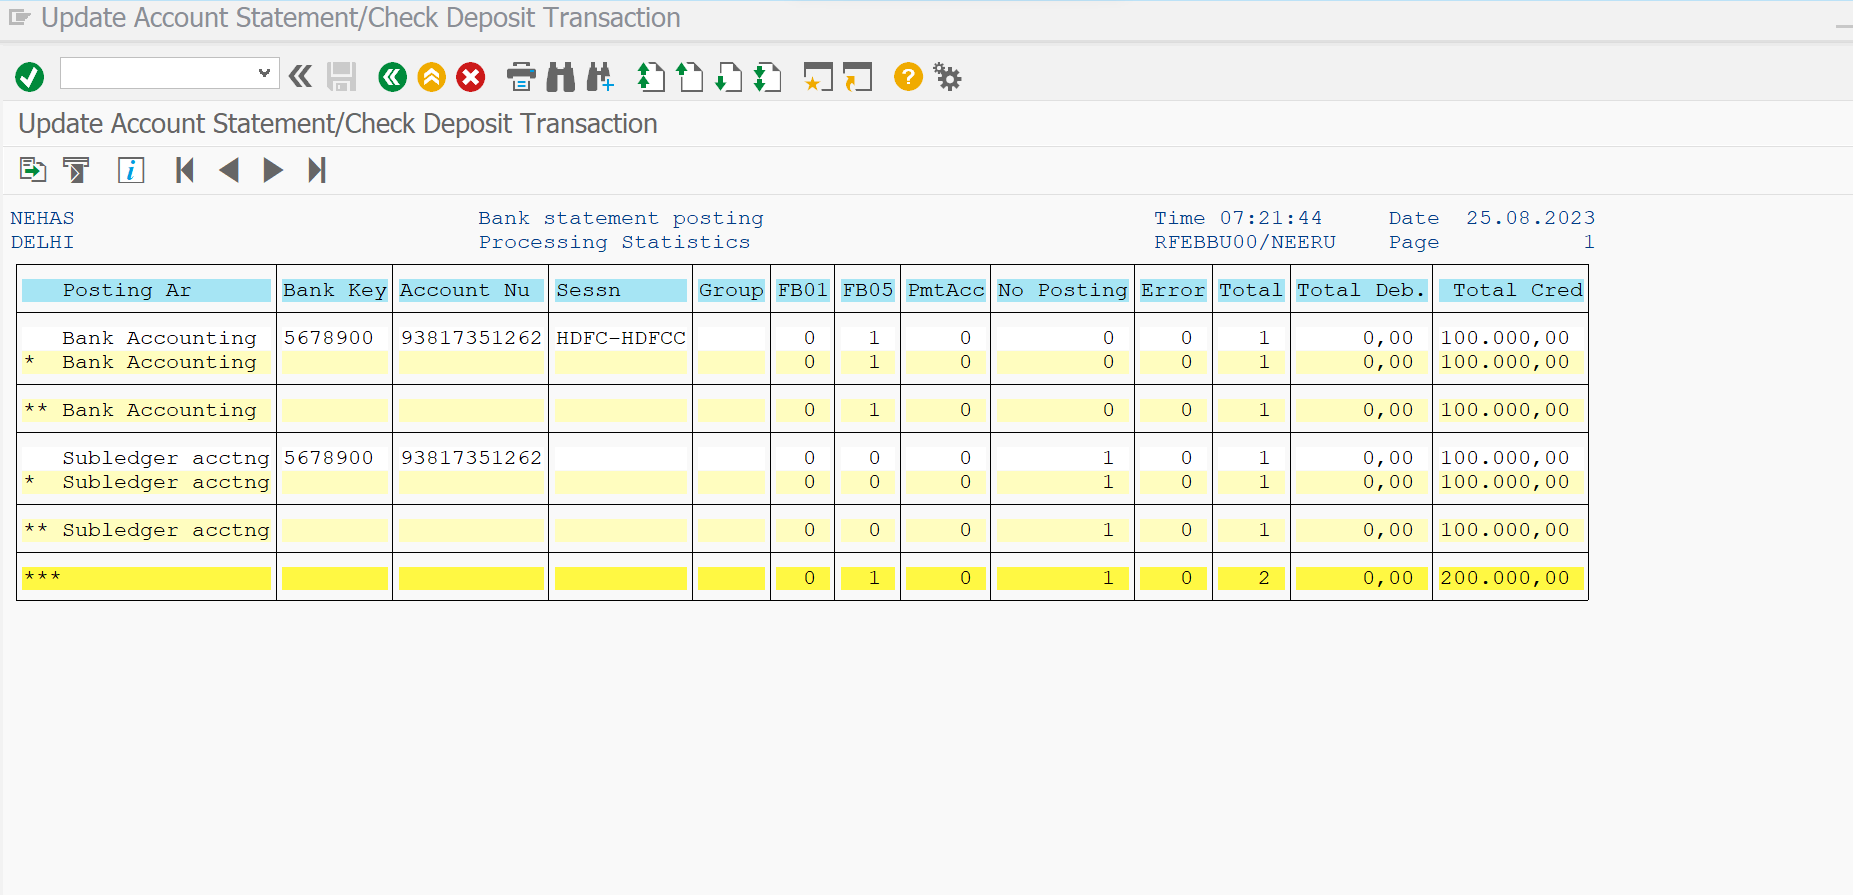 Update Account Statement/Check Deposit Transaction
Update Account Statement/Check Deposit Transaction
NEHAS Bank statement posting Time 07:21:44 Date 25.08.2023
DELHI Processing Statistics RFEBBU00/NEERU Page 1
Posting Ar Bank Key Account Nu Sessn Group FB01 FB05 PmtAcc No Posting Error Total Total Deb. Total Cred
Bank Accounting 5678900 93817351262 HDFC-HDFCC 0 1 0 0 0 1 0,00 100.000,00
* Bank Accounting 0 1 0 0 0 1 0,00 100.000,00
** Bank Accounting 0 1 0 0 0 1 0,00 100.000,00
Subledger acctng 5678900 93817351262 0 0 0 1 0 1 0,00 100.000,00
* Subledger acctng 0 0 0 1 0 1 0,00 100.000,00
** Subledger acctng 0 0 0 1 0 1 0,00 100.000,00
*** 0 1 0 1 0 2 0,00 200.000,00